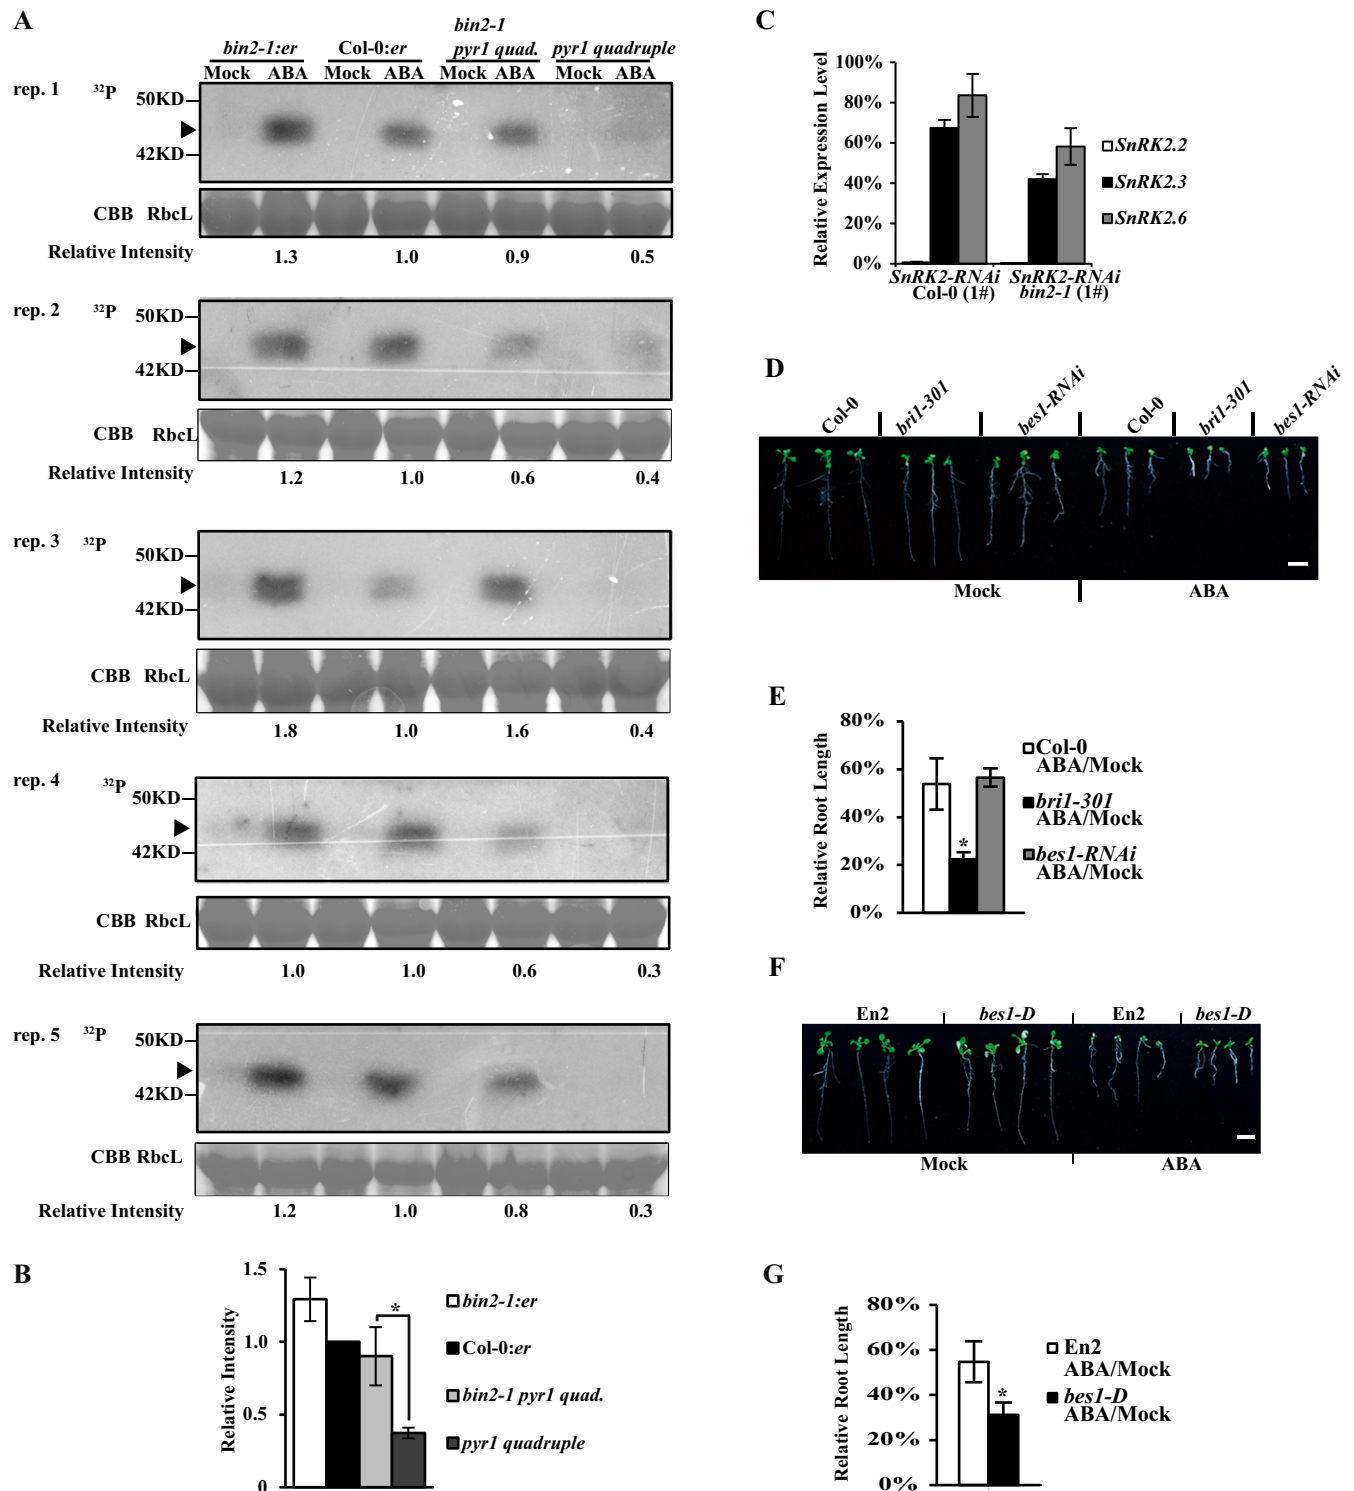 A
bin2-1
bin2-1:er Col-0:er pyr1 quad. pyr1 quadruple
Mock ABA Mock ABA Mock ABA Mock ABA
rep. 1 32P 50KD
42KD
CBB RbcL
Relative Intensity 1.3 1.0 0.9 0.5
rep. 2 32P 50KD
42KD
CBB RbcL
Relative Intensity 1.2 1.0 0.6 0.4
rep. 3 32P 50KD
42KD
CBB RbcL
Relative Intensity 1.8 1.0 1.6 0.4
rep. 4 32P 50KD
42KD
CBB RbcL
Relative Intensity 1.0 1.0 0.6 0.3
rep. 5 32P 50KD
42KD
CBB RbcL
Relative Intensity 1.2 1.0 0.8 0.3
B
Relative Intensity
1.5
1.0
0.5
0
*
bin2-1:er
Col-0:er
bin2-1 pyr1 quad.
pyr1 quadruple
C
Relative Expression Level
100%
80%
60%
40%
20%
0%
SnRK2.2
SnRK2.3
SnRK2.6
SnRK2-RNAi SnRK2-RNAi
Col-0 (1#) bin2-1 (1#)
D
Col-0 bri1-301 bes1-RNAi Col-0 bri1-301 bes1-RNAi
Mock ABA
E
Relative Root Length
80%
60%
40%
20%
0%
*
Col-0
ABA/Mock
bri1-301
ABA/Mock
bes1-RNAi
ABA/Mock
F
En2 bes1-D En2 bes1-D
Mock ABA
G
Relative Root Length
80%
60%
40%
20%
0%
*
En2
ABA/Mock
bes1-D
ABA/Mock